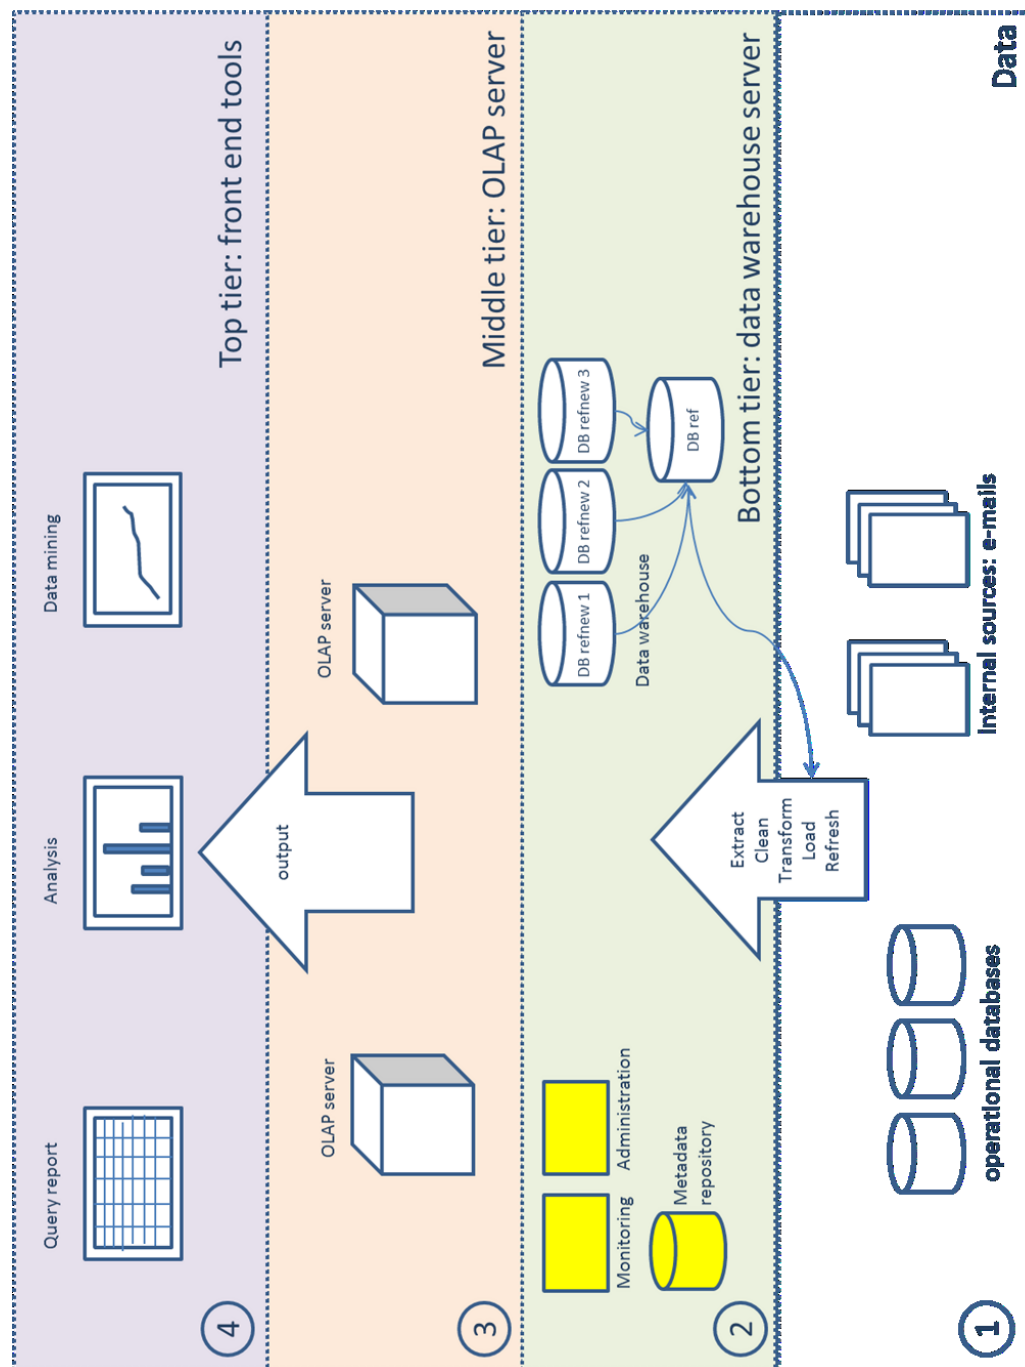 Query report
Analysis
Data mining
4
Top tier: front end tools
output
OLAP server
OLAP server
3
Middle tier: OLAP server
Monitoring
Administration
Metadata
repository
DB refnew 1
DB refnew 2
DB refnew 3
Data warehouse
DB ref
Extract
Clean
Transform
Load
Refresh
2
Bottom tier: data warehouse server
operational databases
Internal sources: e-mails
1
Data